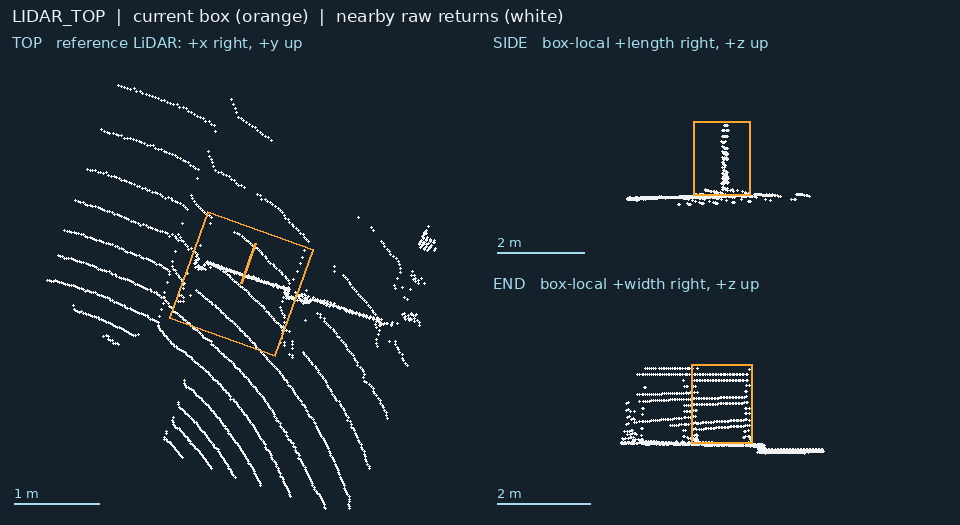 LIDAR_TOP  |  current box (orange)  |  nearby raw returns (white)
TOP   reference LiDAR: +x right, +y up
SIDE   box-local +length right, +z up
2 m
END   box-local +width right, +z up
1 m
2 m